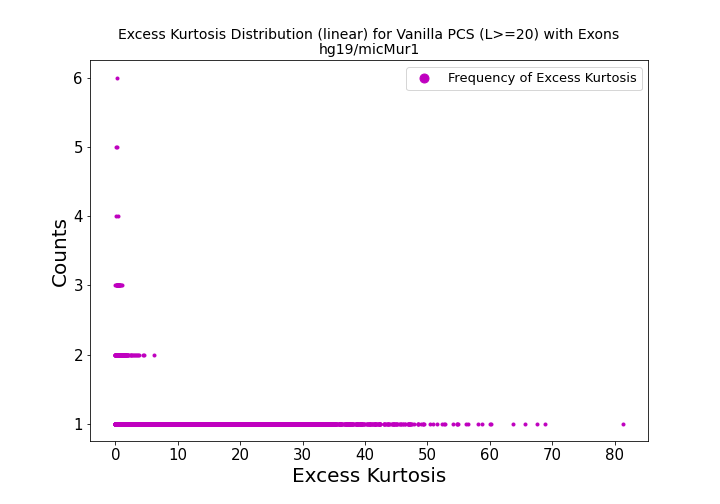 Excess Kurtosis Distribution (linear) for Vanilla PCS (L>=20) with Exons
hg19/micMur1
Frequency of Excess Kurtosis
6
5
4
3
2
1
Counts
0 10 20 30 40 50 60 70 80
Excess Kurtosis